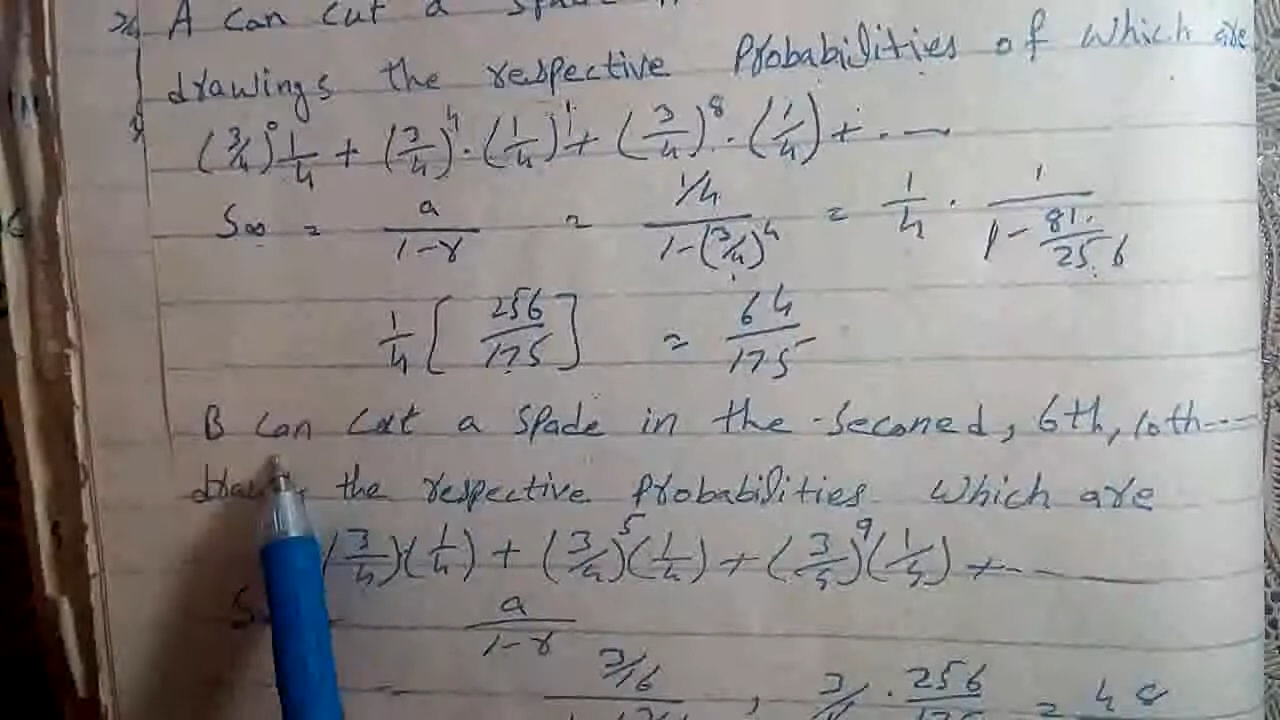 A can cut a
drawings the respective Probabilities of which are
(3/4)⁰ 1/4 + (3/4)⁴ · (1/4)¹ + (3/4)⁸ · (1/4) + · —
S∞ = a/(1-r) = (1/4)/(1-(3/4)⁴) = 1/4 · 1/(1 - 81/256)
1/4 [256/175] = 64/175
B can cut a spade in the seconed, 6th, 10th ---
the respective Probabilities which are
(3/4)(1/4) + (3/4)⁵(1/4) + (3/4)⁹(1/4) + ---
S a/(1-r)
3/16 , 3/ · 256/ = 48